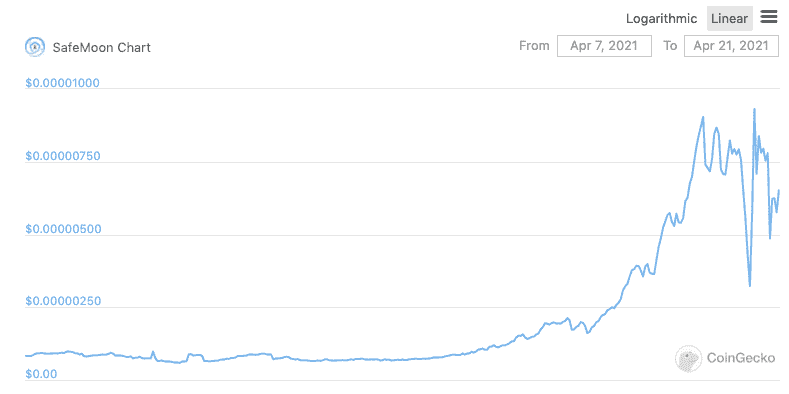 Logarithmic Linear
SafeMoon Chart
From Apr 7, 2021 To Apr 21, 2021
$0.00001000
$0.00000750
$0.00000500
$0.00000250
CoinGecko
$0.00